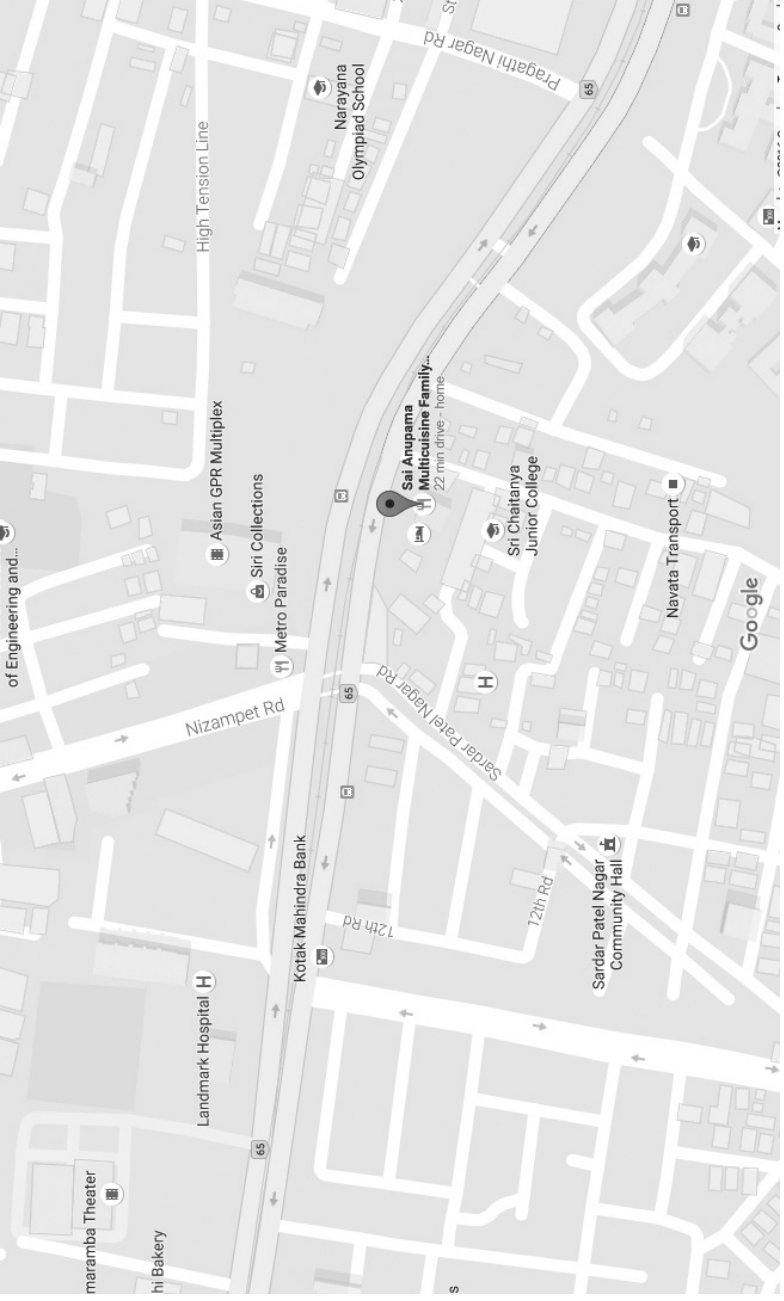 Pragathi Nagar Rd
St
65
Narayana
Olympiad School
High Tension Line
Sai Anupama
Multicuisine Family...
22 min drive - home
Asian GPR Multiplex
Siri Collections
Metro Paradise
of Engineering and...
Sri Chaitanya
Junior College
Navata Transport
Google
Nizampet Rd
65
Sardar Patel Nagar Rd
H
Kotak Mahindra Bank
12th Rd
12th Rd
Sardar Patel Nagar
Community Hall
Landmark Hospital
H
65
maramba Theater
hi Bakery
s